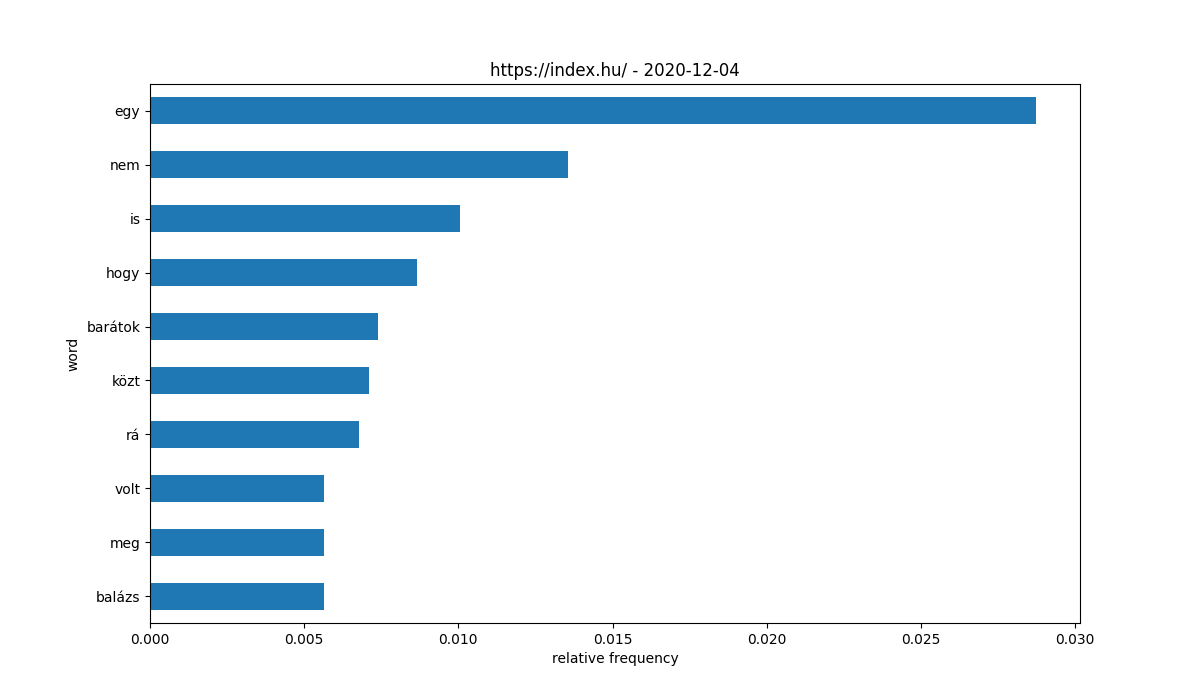 https://index.hu/ - 2020-12-04
egy
nem
is
hogy
barátok
közt
rá
volt
meg
balázs
word
0.000 0.005 0.010 0.015 0.020 0.025 0.030
relative frequency